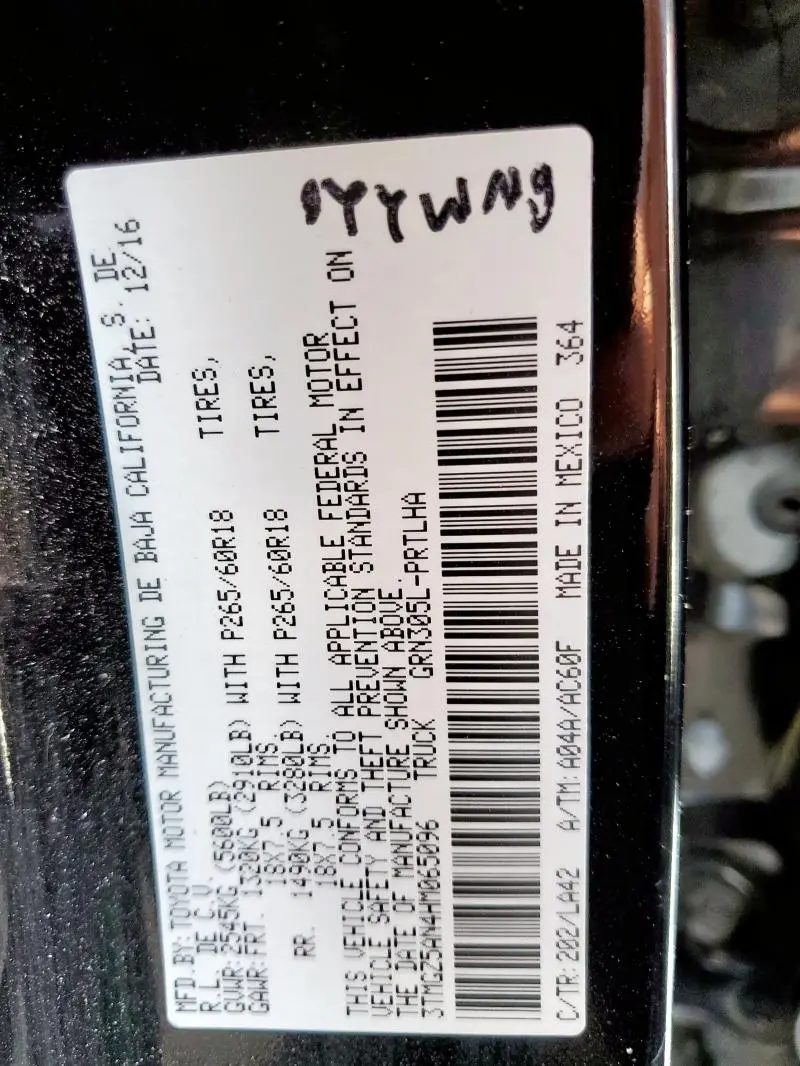 MFD.BY: TOYOTA MOTOR MANUFACTURING DE BAJA CALIFORNIA, S. DE
R.L. DE C.V. DATE: 12/16
GVWR: 2545KG (5600LB)
GAWR: FRT. 1320KG (2910LB) WITH P265/60R18 TIRES,
18X7.5 RIMS.
RR. 1490KG (3280LB) WITH P265/60R18 TIRES,
18X7.5 RIMS.
THIS VEHICLE CONFORMS TO ALL APPLICABLE FEDERAL MOTOR
VEHICLE SAFETY AND THEFT PREVENTION STANDARDS IN EFFECT ON
THE DATE OF MANUFACTURE SHOWN ABOVE.
3TMGZ5AN4HM065096 TRUCK GRN305L-PRTLHA
C/TR: 202/LA42 A/TM: A04A/AC60F MADE IN MEXICO 364